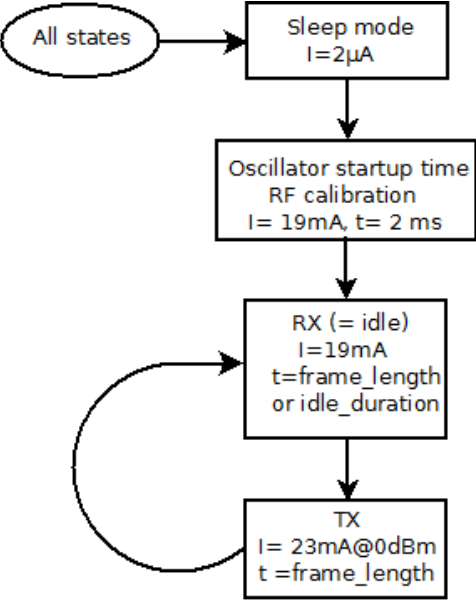 All states
Sleep mode
I=2µA
Oscillator startup time
RF calibration
I= 19mA, t= 2 ms
RX (= idle)
I=19mA
t=frame_length
or idle_duration
TX
I= 23mA@0dBm
t =frame_length